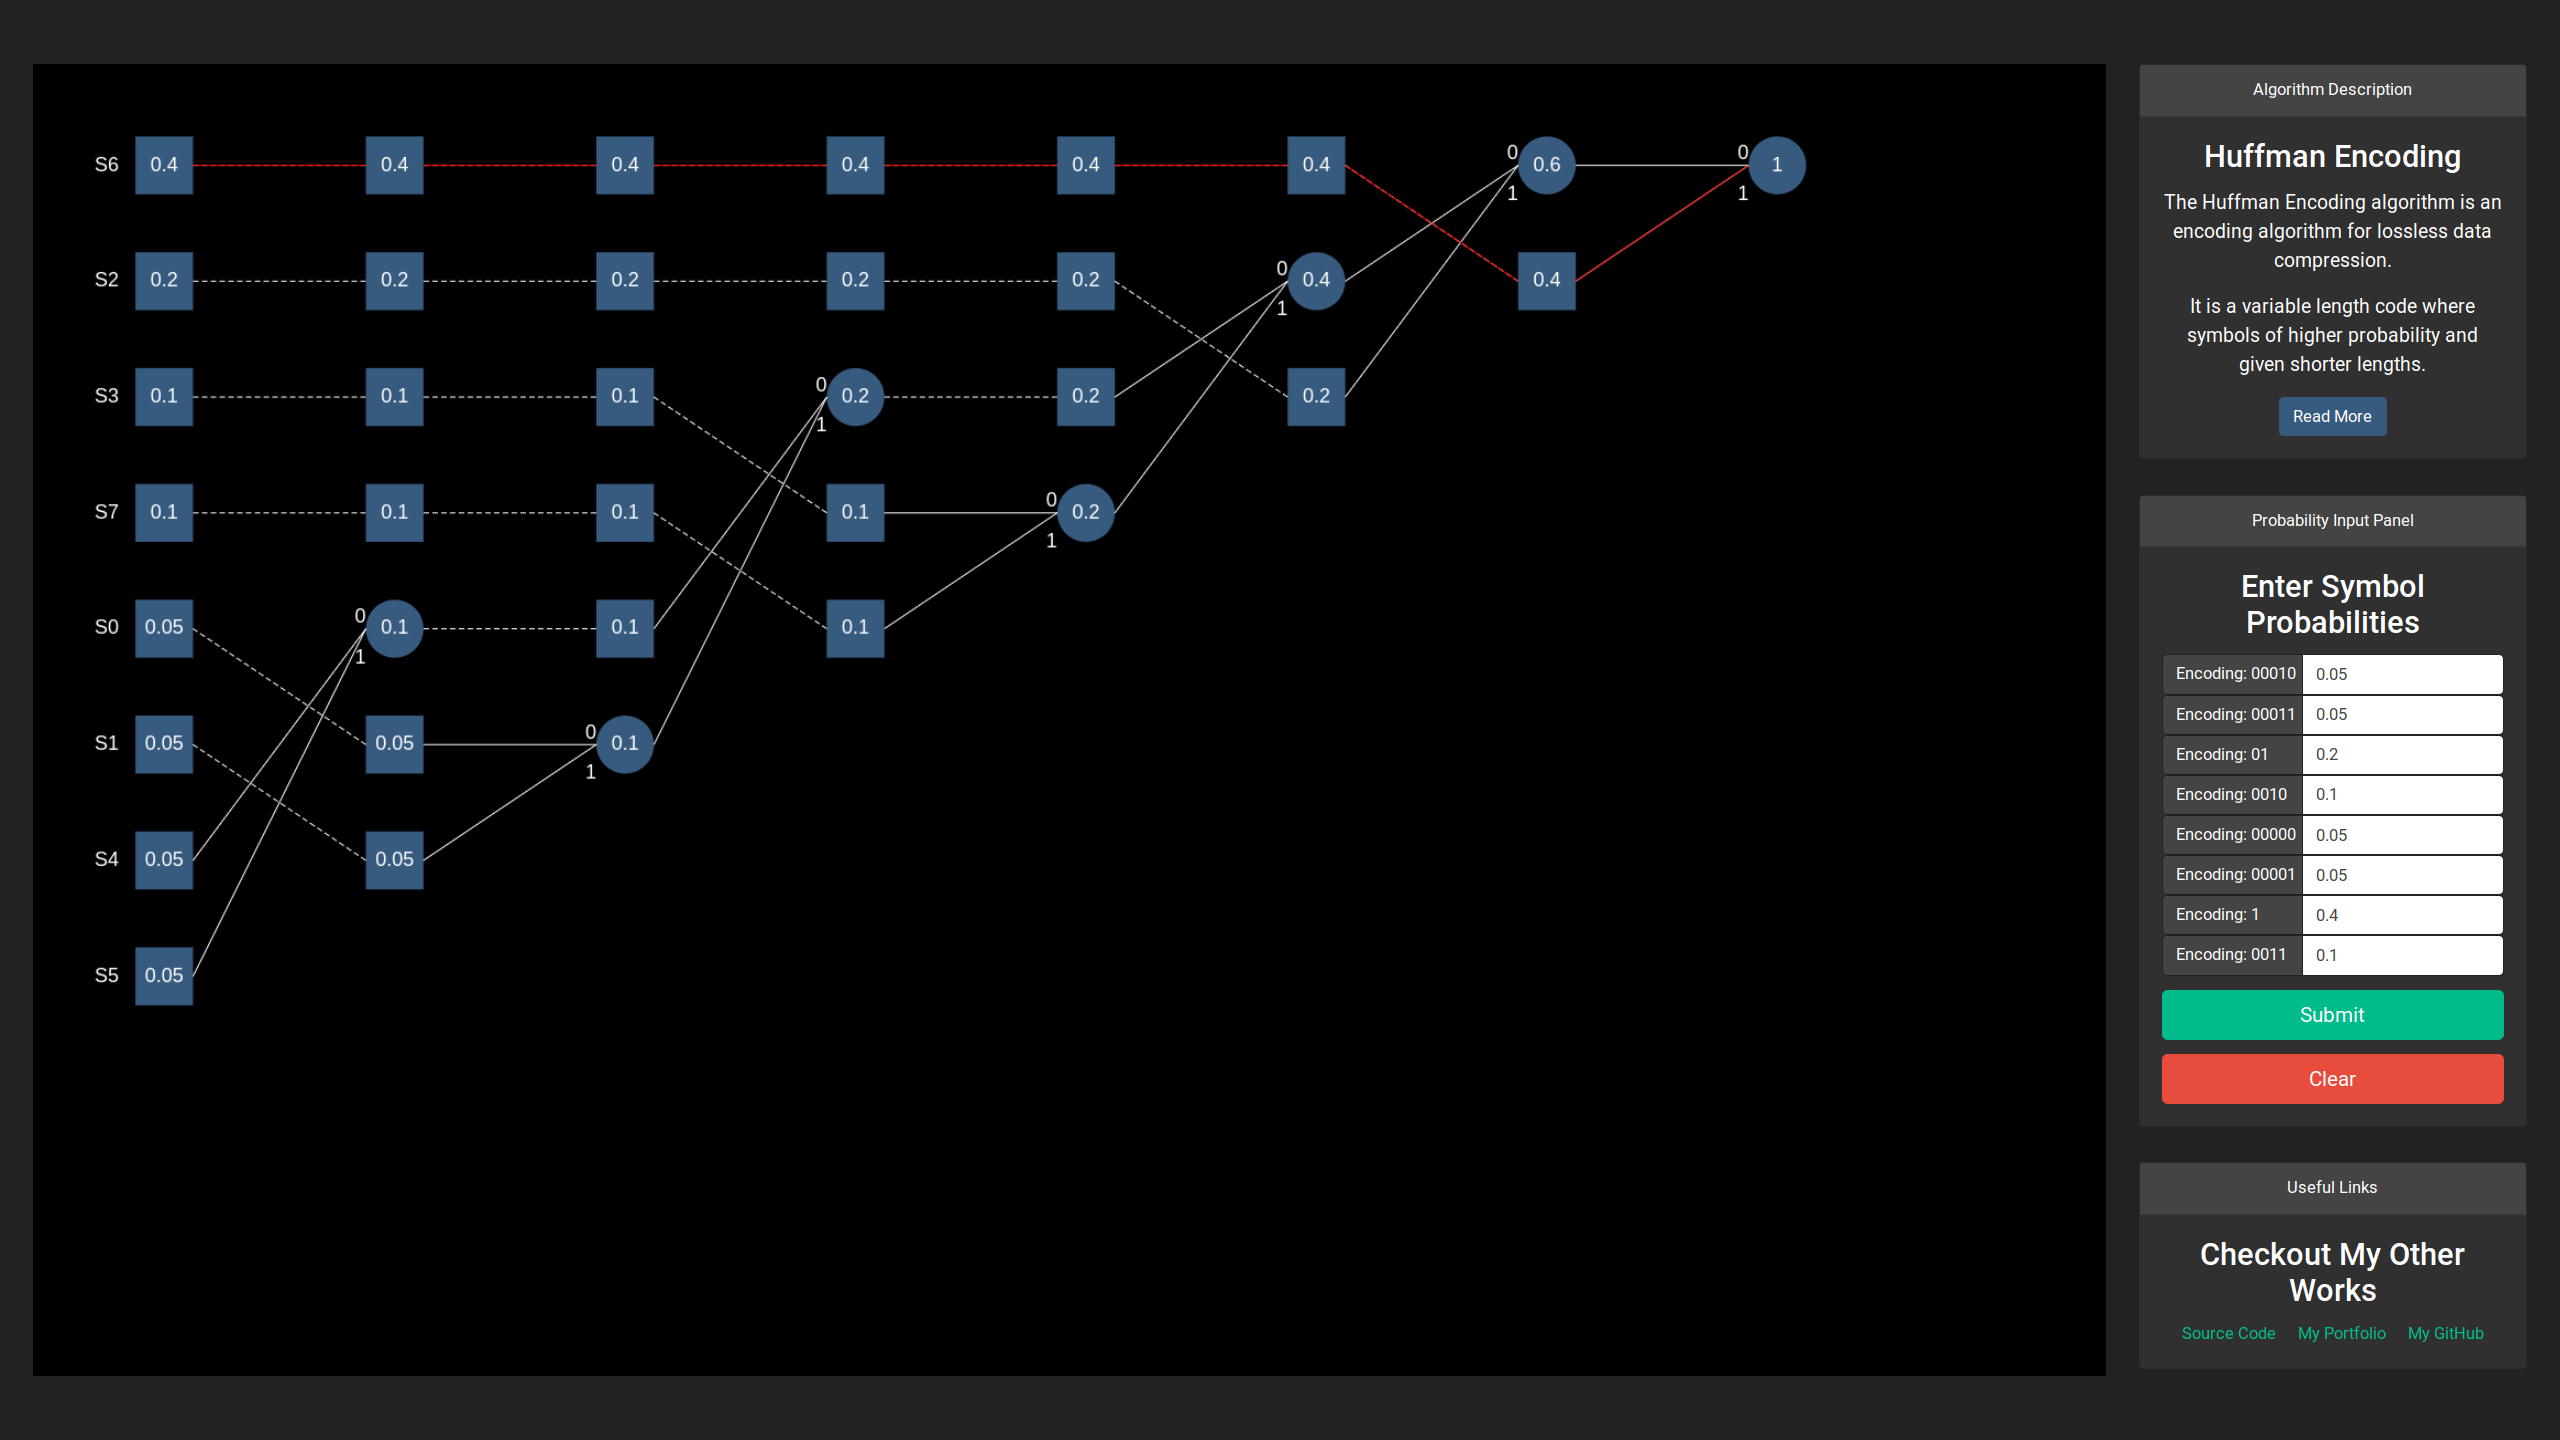 S6 0.4 0.4 0.4 0.4 0.4 0.4 0 1 0.6 0 1 1
S2 0.2 0.2 0.2 0.2 0.2 0 1 0.4 0.4
S3 0.1 0.1 0.1 0 1 0.2 0.2 0.2
S7 0.1 0.1 0.1 0.1 0 1 0.2
S0 0.05 0 1 0.1 0.1 0.1
S1 0.05 0.05 0 1 0.1
S4 0.05 0.05
S5 0.05
Algorithm Description
Huffman Encoding
The Huffman Encoding algorithm is an
encoding algorithm for lossless data
compression.
It is a variable length code where
symbols of higher probability and
given shorter lengths.
Read More
Probability Input Panel
Enter Symbol
Probabilities
Encoding: 00010 0.05
Encoding: 00011 0.05
Encoding: 01 0.2
Encoding: 0010 0.1
Encoding: 00000 0.05
Encoding: 00001 0.05
Encoding: 1 0.4
Encoding: 0011 0.1
Submit
Clear
Useful Links
Checkout My Other
Works
Source Code My Portfolio My GitHub